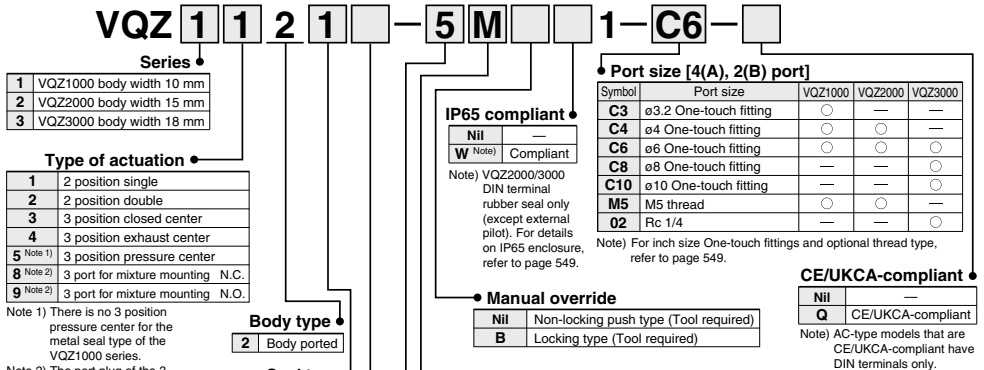 VQZ 1 1 2 1 — 5 M 1 — C6 —
Series
1 VQZ1000 body width 10 mm
2 VQZ2000 body width 15 mm
3 VQZ3000 body width 18 mm
Type of actuation
1 2 position single
2 2 position double
3 3 position closed center
4 3 position exhaust center
5 Note 1) 3 position pressure center
8 Note 2) 3 port for mixture mounting N.C.
9 Note 2) 3 port for mixture mounting N.O.
Note 1) There is no 3 position
pressure center for the
metal seal type of the
VQZ1000 series.
Body type
2 Body ported
IP65 compliant
Nil —
W Note) Compliant
Note) VQZ2000/3000
DIN terminal
rubber seal only
(except external
pilot). For details
on IP65 enclosure,
refer to page 549.
Manual override
Nil Non-locking push type (Tool required)
B Locking type (Tool required)
Port size [4(A), 2(B) port]
Symbol Port size VQZ1000 VQZ2000 VQZ3000
C3 ø3.2 One-touch fitting ○ — —
C4 ø4 One-touch fitting ○ ○ —
C6 ø6 One-touch fitting ○ ○ ○
C8 ø8 One-touch fitting — — ○
C10 ø10 One-touch fitting — — ○
M5 M5 thread ○ ○ —
02 Rc 1/4 — — ○
Note) For inch size One-touch fittings and optional thread type,
refer to page 549.
CE/UKCA-compliant
Nil —
Q CE/UKCA-compliant
Note) AC-type models that are
CE/UKCA-compliant have
DIN terminals only.